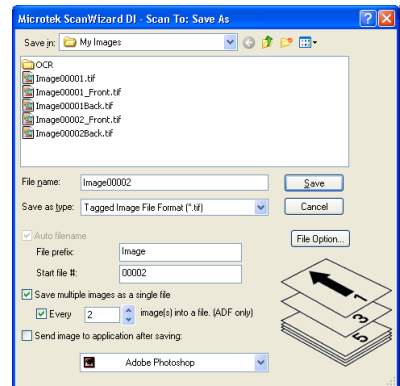 Microtek ScanWizard DI - Scan To: Save As
Save in: My Images
OCR
Image00001.tif
Image00001_Front.tif
Image00001Back.tif
Image00002_Front.tif
Image00002Back.tif
File name: Image00002 Save
Save as type: Tagged Image File Format (*.tif) Cancel
Auto filename File Option...
File prefix: Image
Start file #: 00002
Save multiple images as a single file
Every 2 image(s) into a file. (ADF only)
Send image to application after saving:
Adobe Photoshop
1
3
5